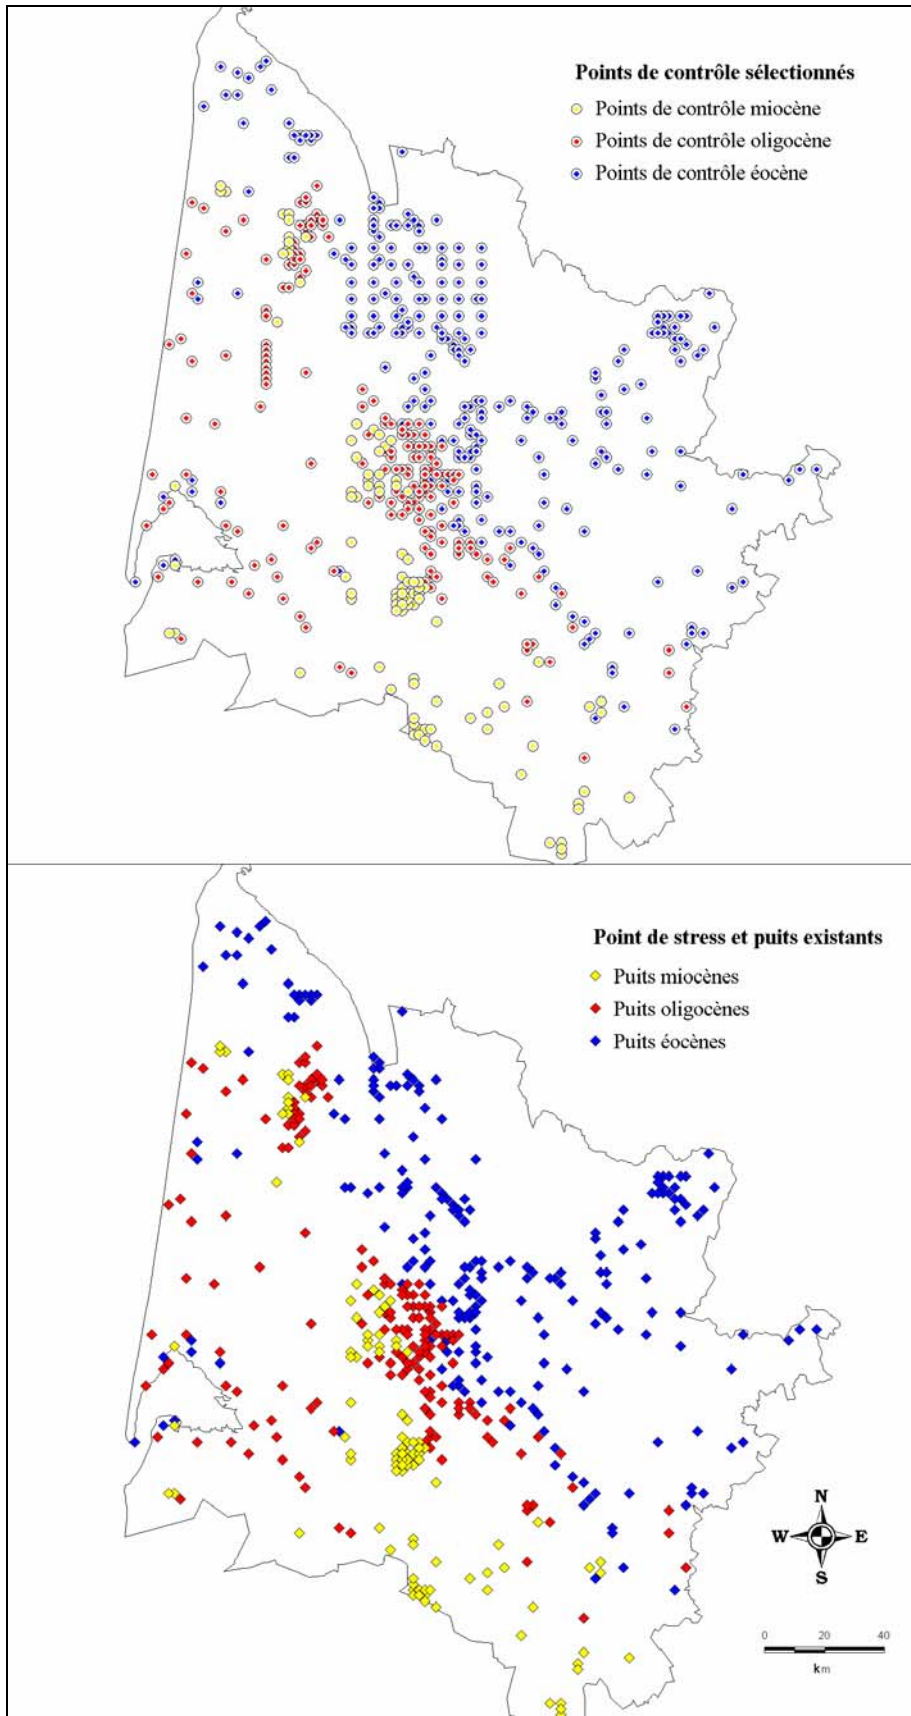 Points de contrôle sélectionnés
Points de contrôle miocène
Points de contrôle oligocène
Points de contrôle éocène
Point de stress et puits existants
Puits miocènes
Puits oligocènes
Puits éocènes
N
W E
S
0 20 40
km